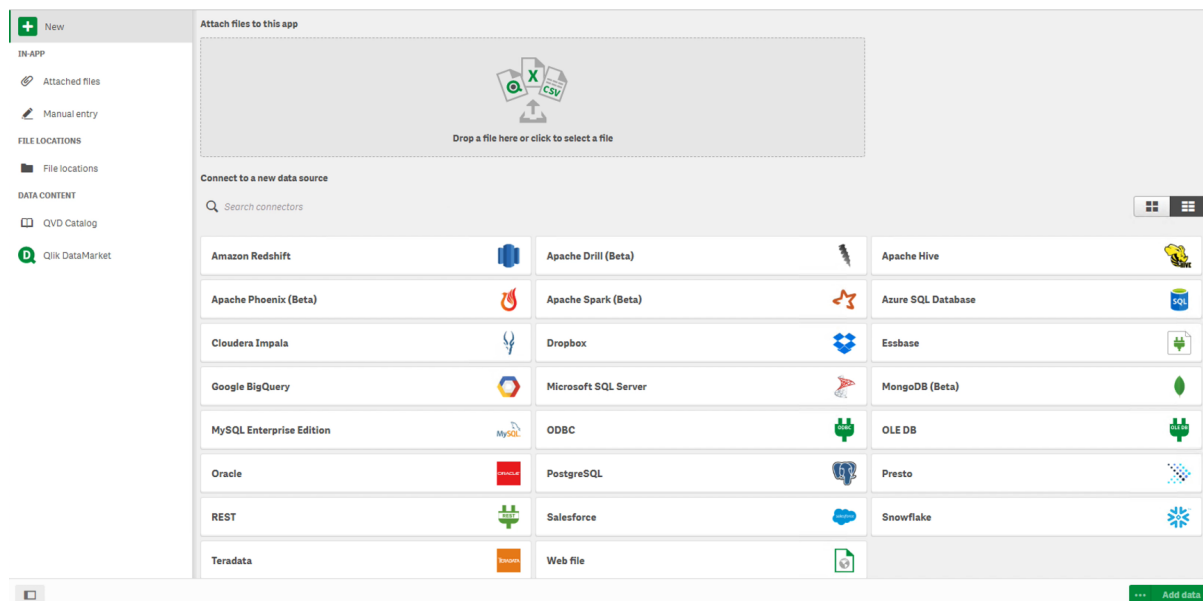 New
Attach files to this app
IN-APP
Attached files
Manual entry
FILE LOCATIONS
File locations
DATA CONTENT
QVD Catalog
Qlik DataMarket
X
CSV
Drop a file here or click to select a file
Connect to a new data source
Search connectors
Amazon Redshift
Apache Drill (Beta)
Apache Hive
HIVE
Apache Phoenix (Beta)
Apache Spark (Beta)
Azure SQL Database
SQL
Cloudera Impala
Dropbox
Essbase
Google BigQuery
Microsoft SQL Server
MongoDB (Beta)
MySQL Enterprise Edition
MySQL
ODBC
ODBC
OLE DB
OLE DB
Oracle
ORACLE
PostgreSQL
Presto
REST
REST
Salesforce
salesforce
Snowflake
Teradata
TERADATA
Web file
Add data